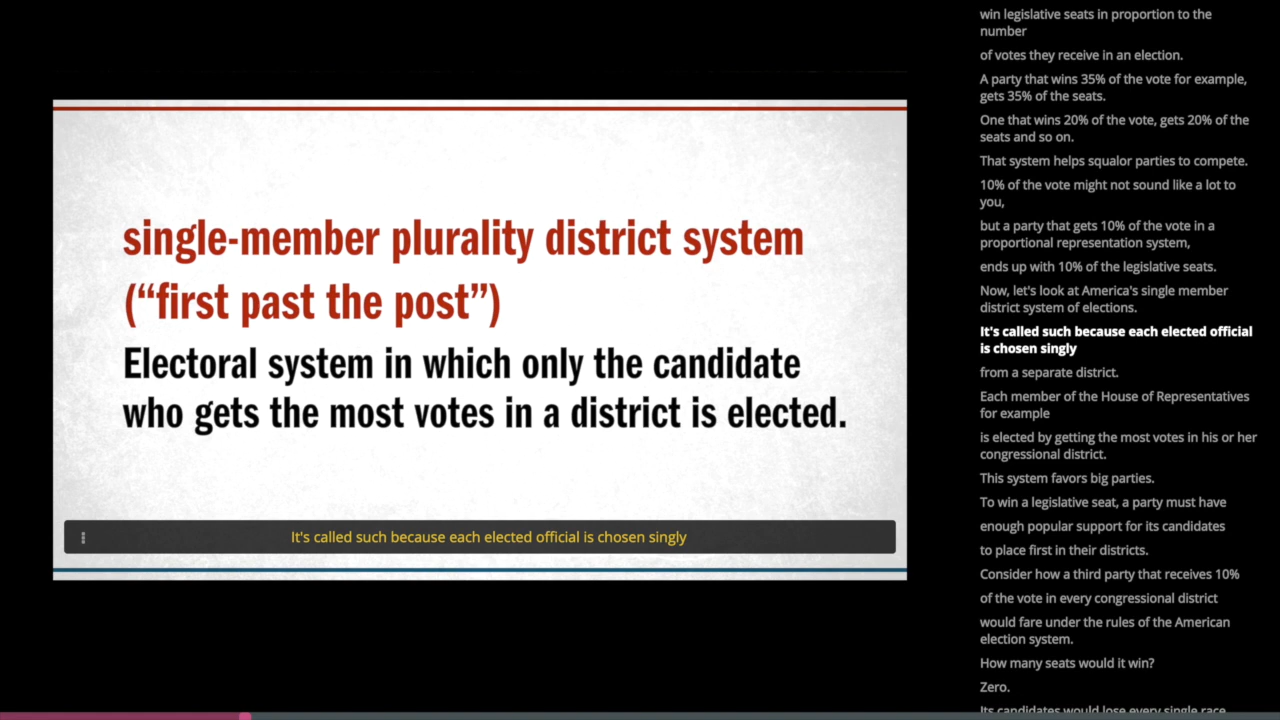 single-member plurality district system
(“first past the post”)
Electoral system in which only the candidate
who gets the most votes in a district is elected.
It's called such because each elected official is chosen singly
win legislative seats in proportion to the
number
of votes they receive in an election.
A party that wins 35% of the vote for example,
gets 35% of the seats.
One that wins 20% of the vote, gets 20% of the
seats and so on.
That system helps squalor parties to compete.
10% of the vote might not sound like a lot to
you,
but a party that gets 10% of the vote in a
proportional representation system,
ends up with 10% of the legislative seats.
Now, let's look at America's single member
district system of elections.
It's called such because each elected official
is chosen singly
from a separate district.
Each member of the House of Representatives
for example
is elected by getting the most votes in his or her
congressional district.
This system favors big parties.
To win a legislative seat, a party must have
enough popular support for its candidates
to place first in their districts.
Consider how a third party that receives 10%
of the vote in every congressional district
would fare under the rules of the American
election system.
How many seats would it win?
Zero.
Its candidates would lose every single race